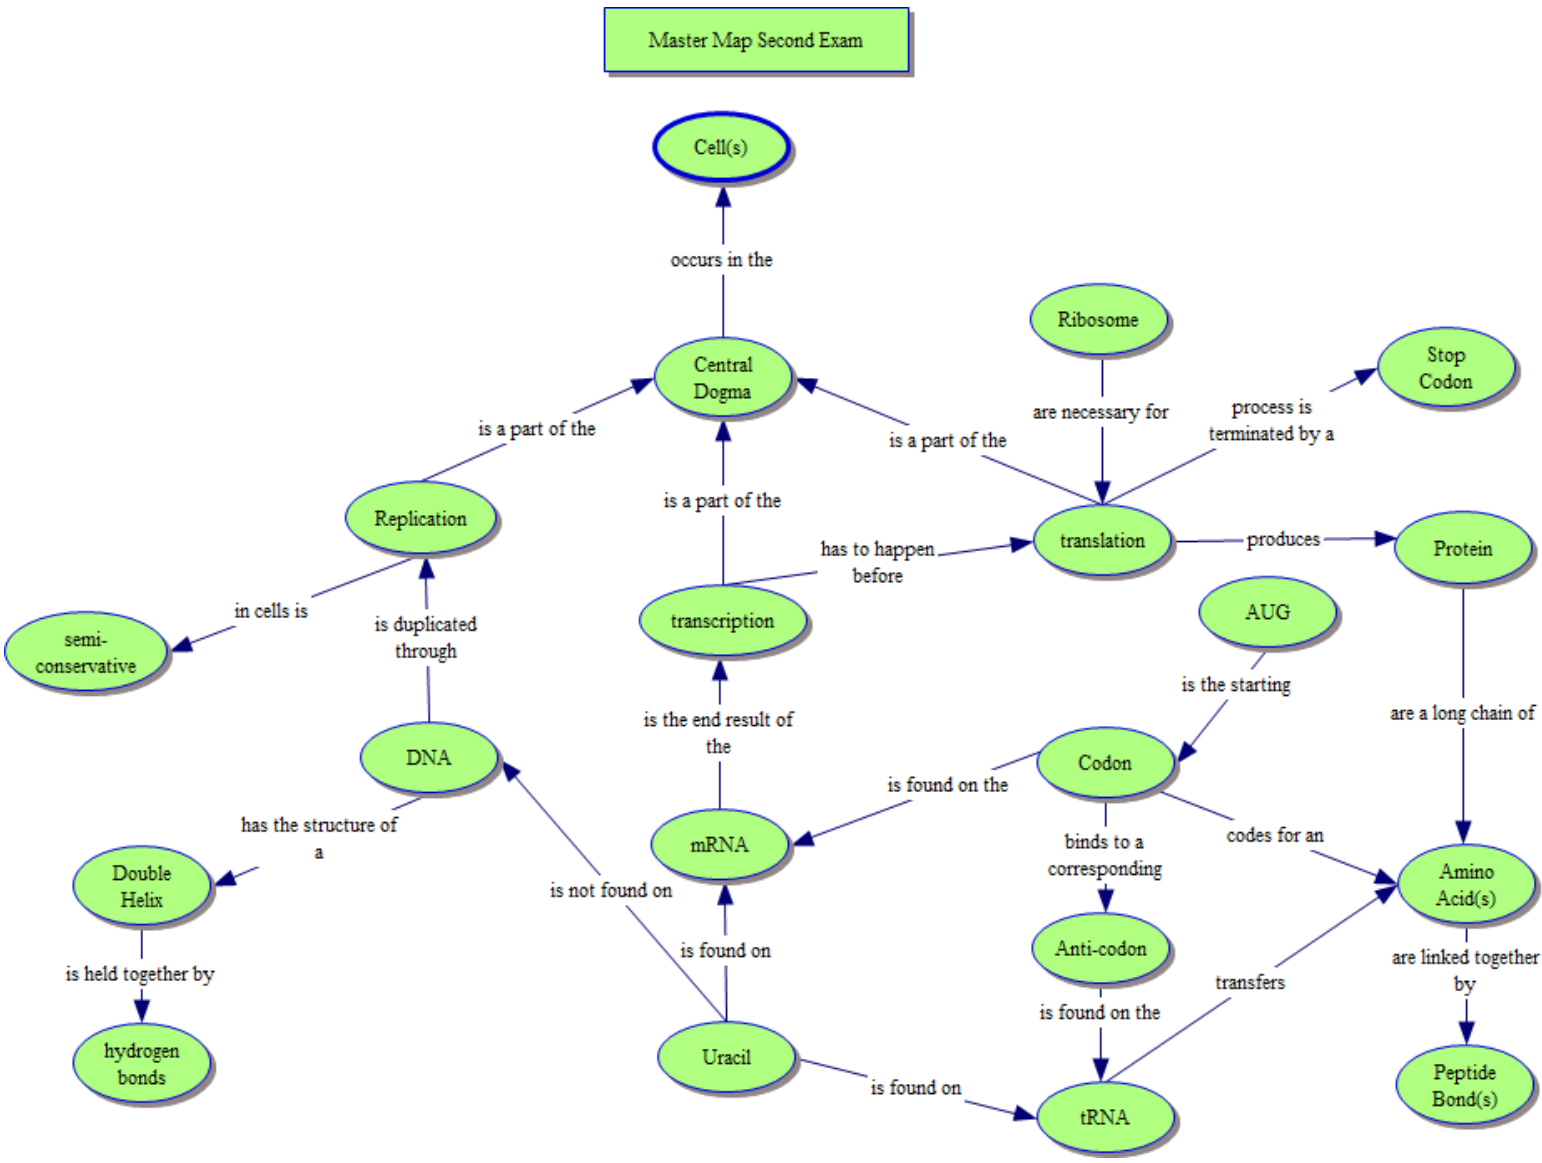 Master Map Second Exam
Cell(s)
occurs in the
Ribosome
Central
Dogma
Stop
Codon
is a part of the
are necessary for
process is
terminated by a
is a part of the
is a part of the
Replication
has to happen
before
translation
produces
Protein
in cells is
is duplicated
through
transcription
AUG
semi-
conservative
is the starting
is the end result of
the
are a long chain of
DNA
Codon
is found on the
has the structure of
a
mRNA
binds to a
corresponding
codes for an
Double
Helix
is not found on
Amino
Acid(s)
is held together by
is found on
Anti-codon
are linked together
by
transfers
is found on the
hydrogen
bonds
Uracil
is found on
tRNA
Peptide
Bond(s)